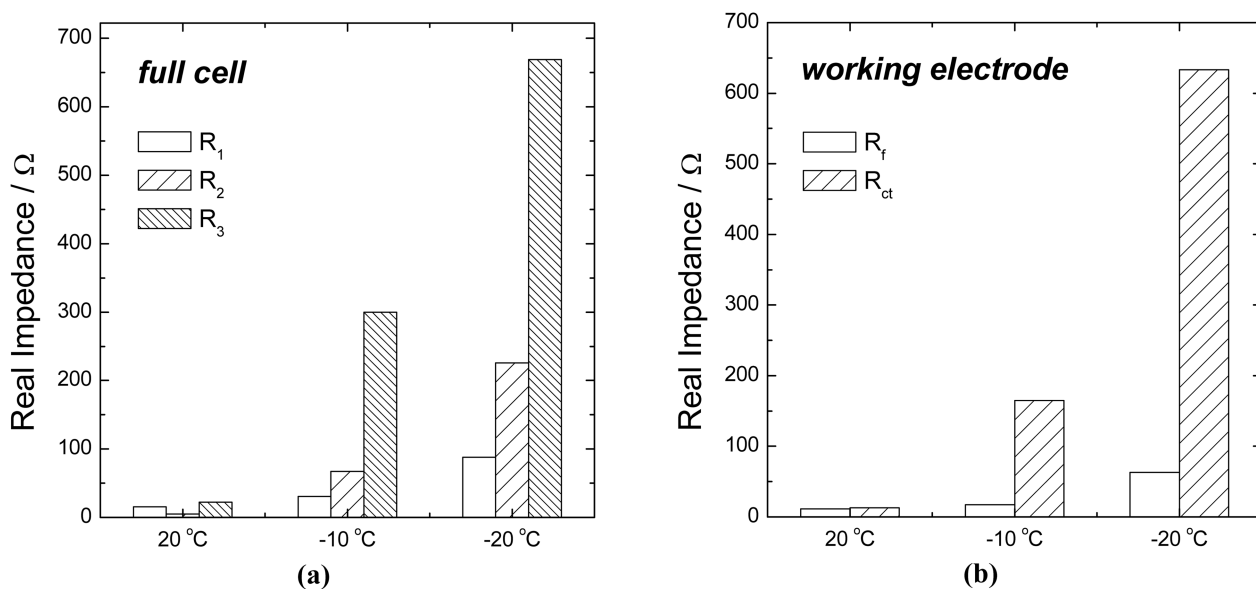 full cell
R1
R2
R3
Real Impedance / Ω
700
600
500
400
300
200
100
0
20 °C
-10 °C
-20 °C
(a)
working electrode
Rf
Rct
Real Impedance / Ω
700
600
500
400
300
200
100
0
20 °C
-10 °C
-20 °C
(b)